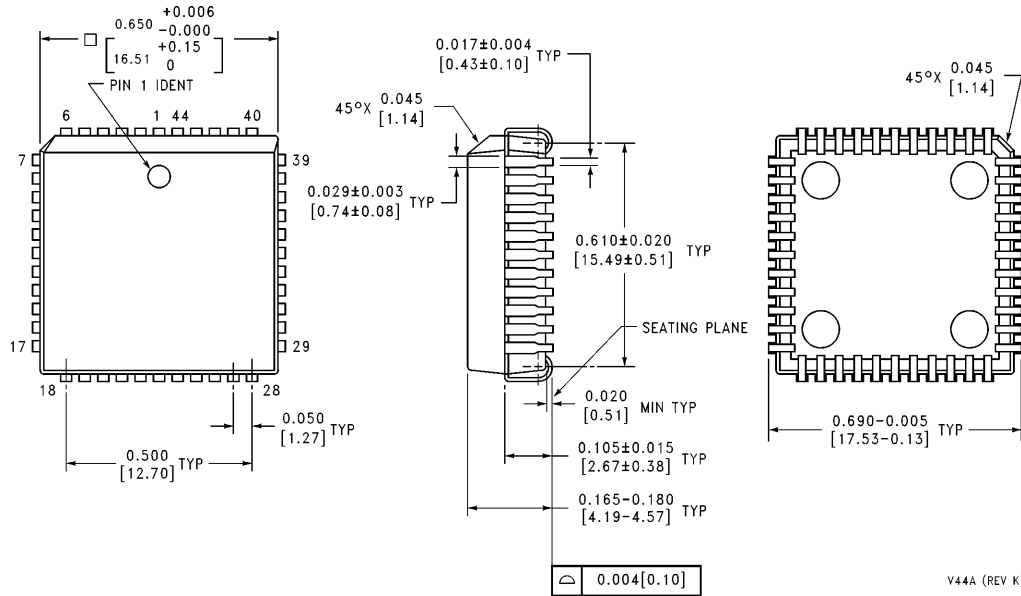 0.650 +0.006
-0.000
[16.51 +0.15
0]
PIN 1 IDENT
6 1 44 40
7 39
17 29
18 28
0.050
[1.27] TYP
0.500
[12.70] TYP
0.017±0.004
[0.43±0.10] TYP
45°X 0.045
[1.14]
0.029±0.003
[0.74±0.08] TYP
0.610±0.020
[15.49±0.51] TYP
SEATING PLANE
0.020
[0.51] MIN TYP
0.105±0.015
[2.67±0.38] TYP
0.165-0.180
[4.19-4.57] TYP
0.004[0.10]
45°X 0.045
[1.14]
0.690-0.005
[17.53-0.13] TYP
V44A (REV K